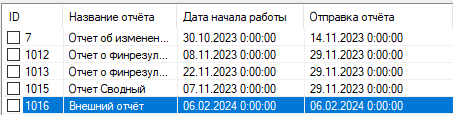 ID Название отчёта Дата начала работы Отправка отчёта
7 Отчет об изменен... 30.10.2023 0:00:00 14.11.2023 0:00:00
1012 Отчет о финрезул... 08.11.2023 0:00:00 29.11.2023 0:00:00
1013 Отчет о финрезул... 22.11.2023 0:00:00 29.11.2023 0:00:00
1015 Отчет Сводный 07.11.2023 0:00:00 29.11.2023 0:00:00
1016 Внешний отчёт 06.02.2024 0:00:00 06.02.2024 0:00:00